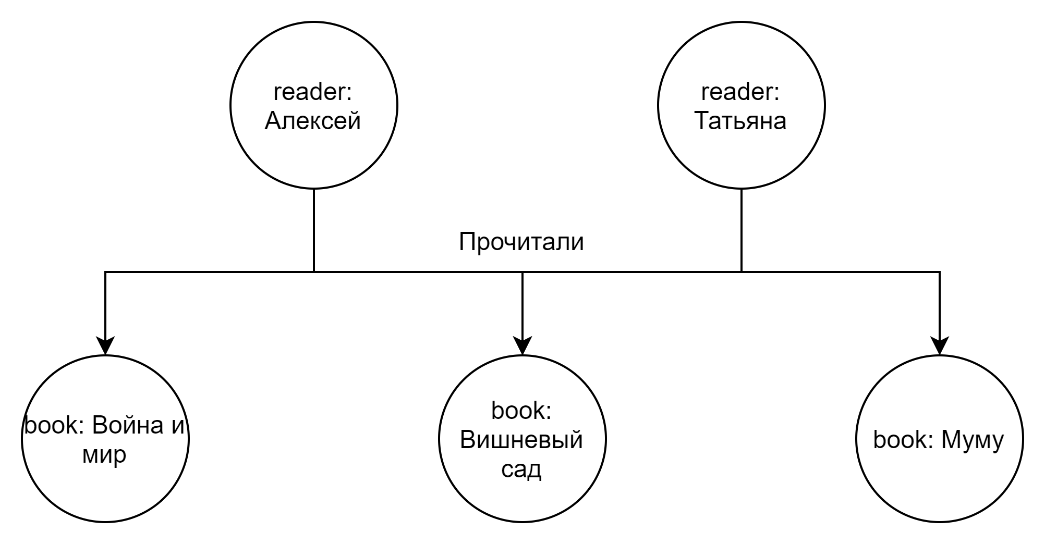 reader:
Алексей
reader:
Татьяна
Прочитали
book: Война и
мир
book:
Вишневый
сад
book: Муму